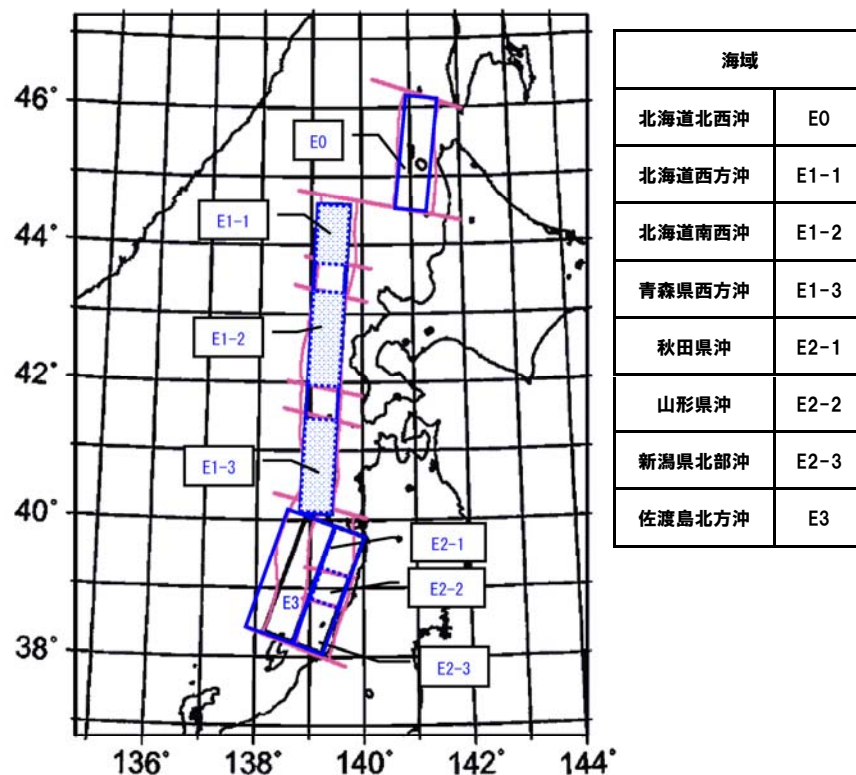 46°
44°
42°
40°
38°
136°
138°
140°
142°
144°
E0
E1-1
E1-2
E1-3
E2-1
E2-2
E3
E2-3
海域
北海道北西沖 E0
北海道西方沖 E1-1
北海道南西沖 E1-2
青森県西方沖 E1-3
秋田県沖 E2-1
山形県沖 E2-2
新潟県北部沖 E2-3
佐渡島北方沖 E3